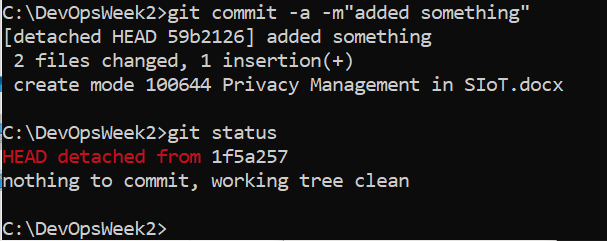 C:\DevOpsWeek2>git commit -a -m"added something"
[detached HEAD 59b2126] added something
 2 files changed, 1 insertion(+)
 create mode 100644 Privacy Management in SIoT.docx
C:\DevOpsWeek2>git status
HEAD detached from 1f5a257
nothing to commit, working tree clean
C:\DevOpsWeek2>